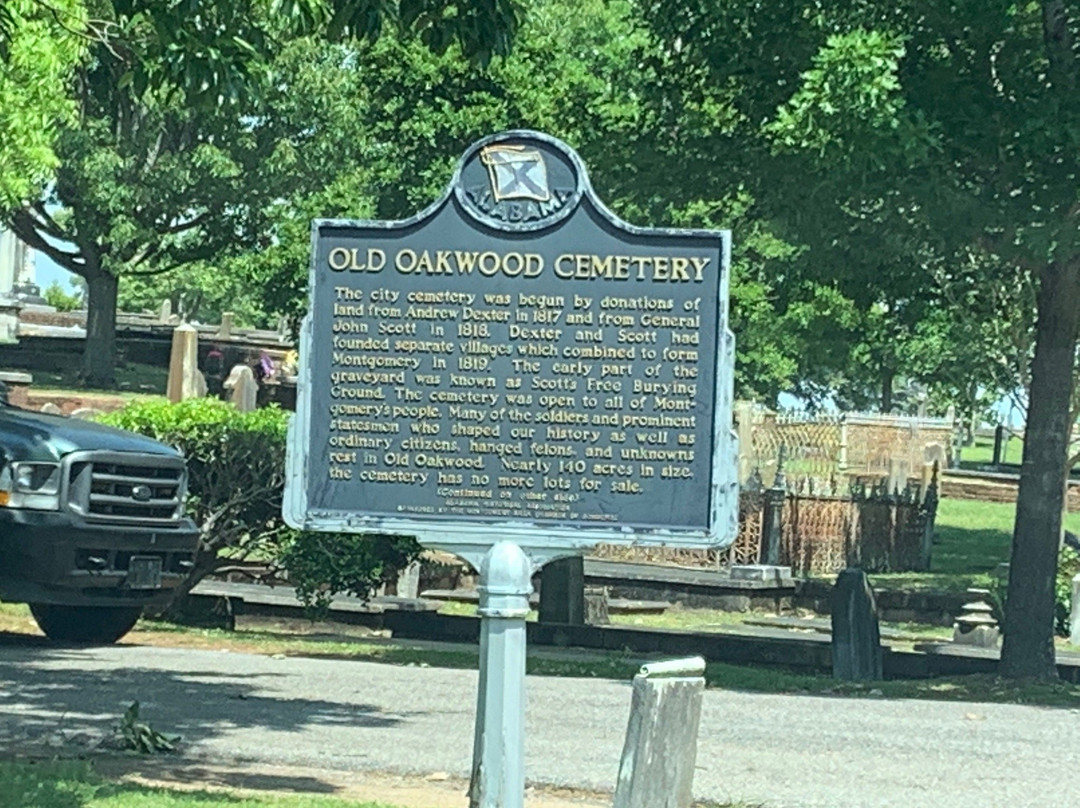 ALABAMA
OLD OAKWOOD CEMETERY
The city cemetery was begun by donations of
land from Andrew Dexter in 1817 and from General
John Scott in 1818. Dexter and Scott had
founded separate villages which combined to form
Montgomery in 1819. The early part of the
graveyard was known as Scott's Free Burying
Ground. The cemetery was open to all of Mont-
gomery's people. Many of the soldiers and prominent
statesmen who shaped our history as well as
ordinary citizens, hanged felons, and unknowns
rest in Old Oakwood. Nearly 140 acres in size,
the cemetery has no more lots for sale.
(Continued on other side)
ALABAMA HISTORICAL ASSOCIATION